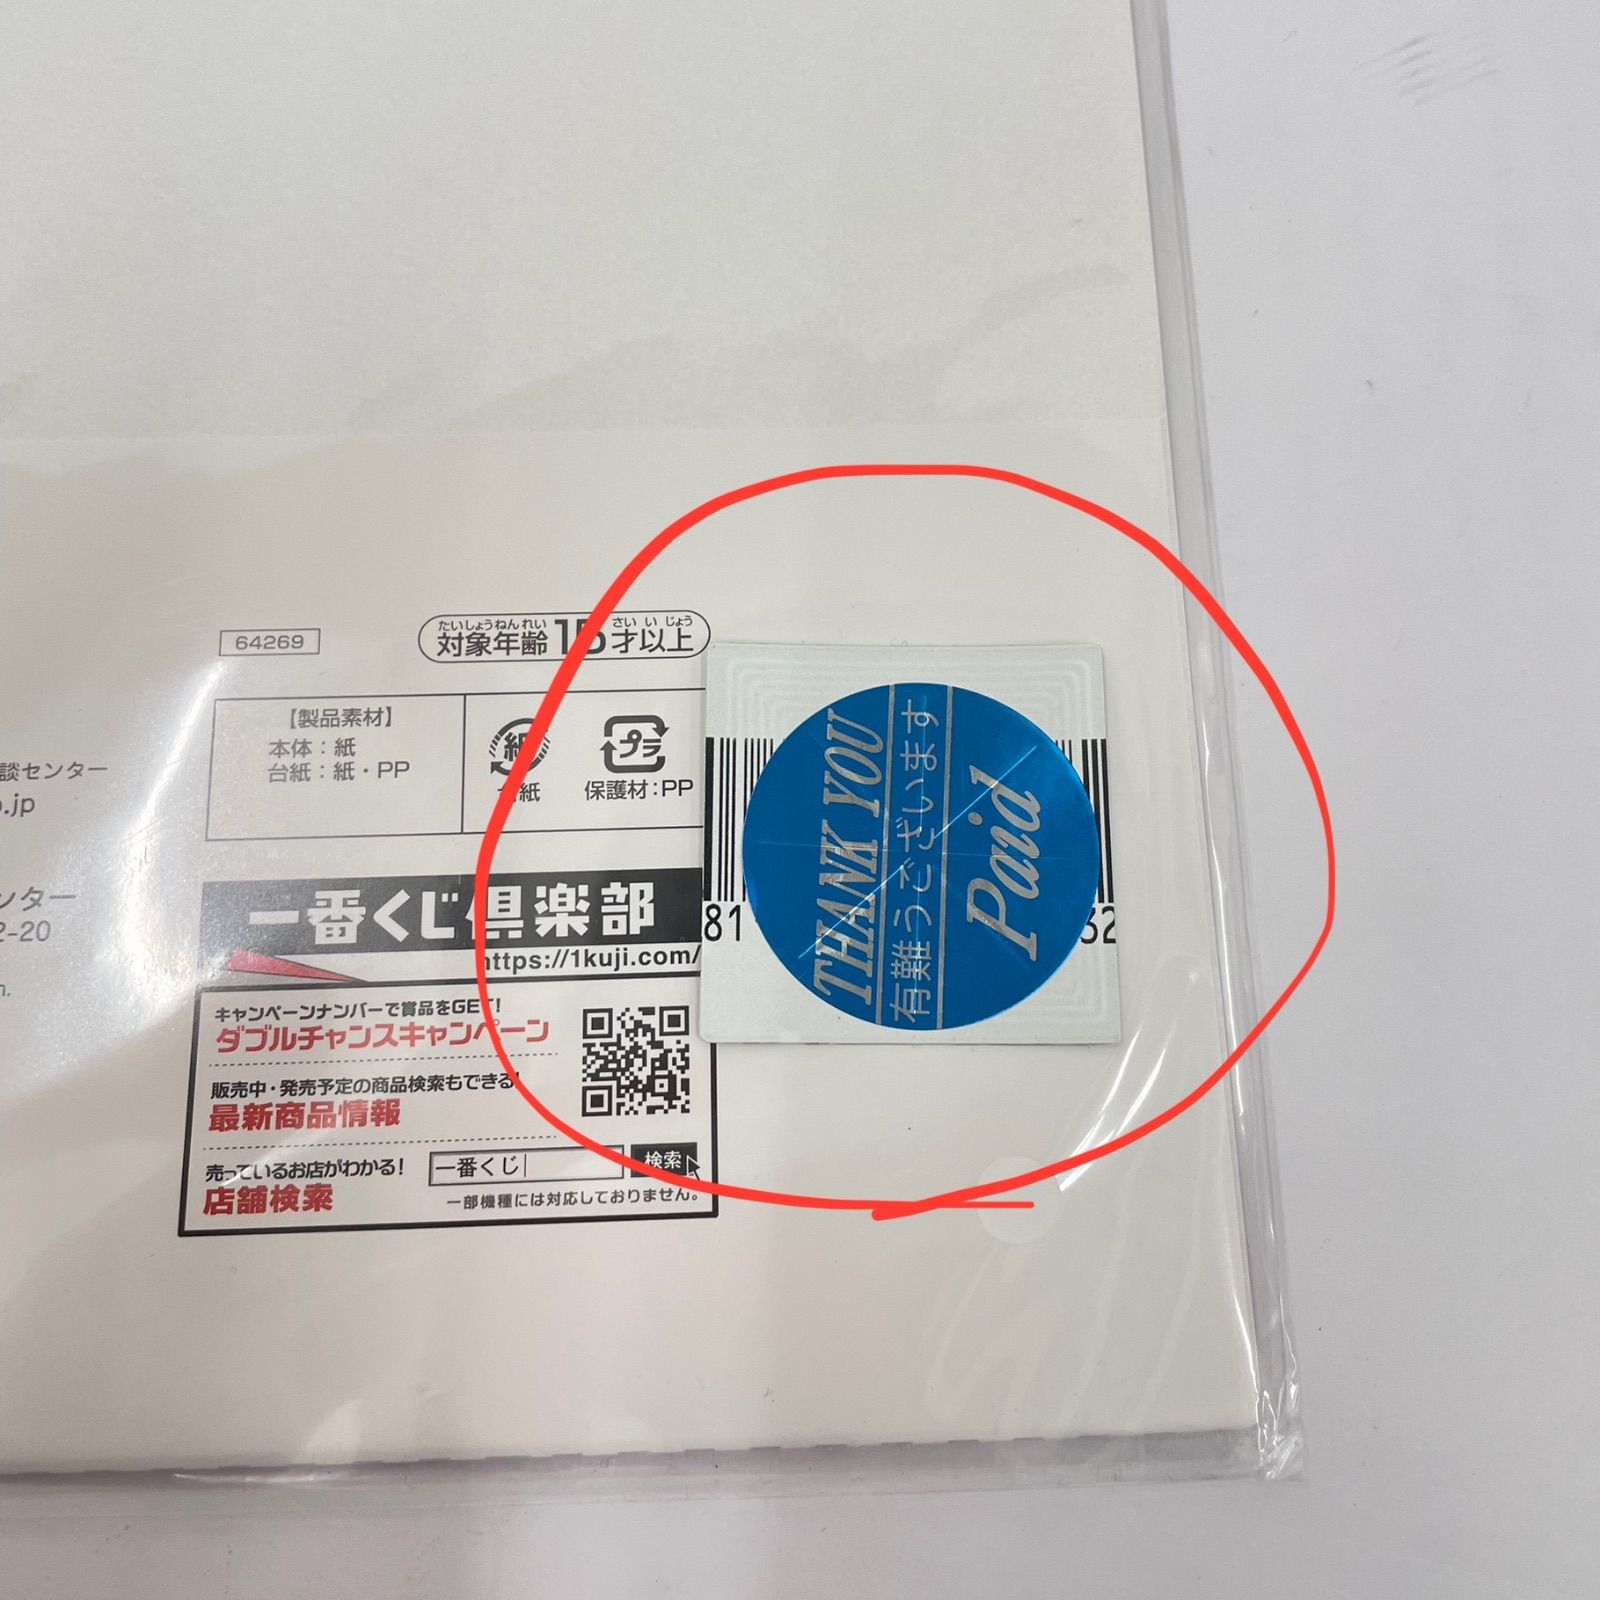 64269
たいしょうねんれい さい いじょう
対象年齢15才以上
【製品素材】
本体：紙
台紙：紙・PP
紙
台紙
プラ
保護材：PP
談センター
.jp
ンター
2-20
一番くじ倶楽部
https://1kuji.com/
キャンペーンナンバーで賞品をGET!
ダブルチャンスキャンペーン
販売中・発売予定の商品検索もできる!
最新商品情報
売っているお店がわかる!
店舗検索
一番くじ
検索
一部機種には対応しておりません。
81
32
THANK YOU
有難うございます
Paid